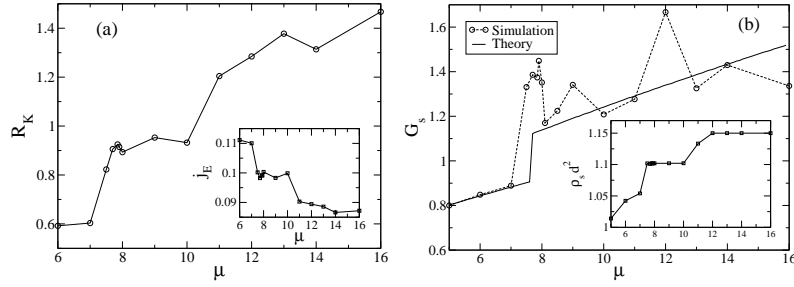 (a)
1.4
1.2
1
0.8
0.6
R_K
6 8 10 12 14 16
μ
0.11
0.1
0.09
j_E
6 8 10 12 14 16
μ
(b)
Simulation
Theory
1.6
1.4
1.2
1
0.8
0.6
G_s
6 8 10 12 14 16
μ
1.15
1.1
1.05
1
ρ_s d²
6 8 10 12 14 16
μ